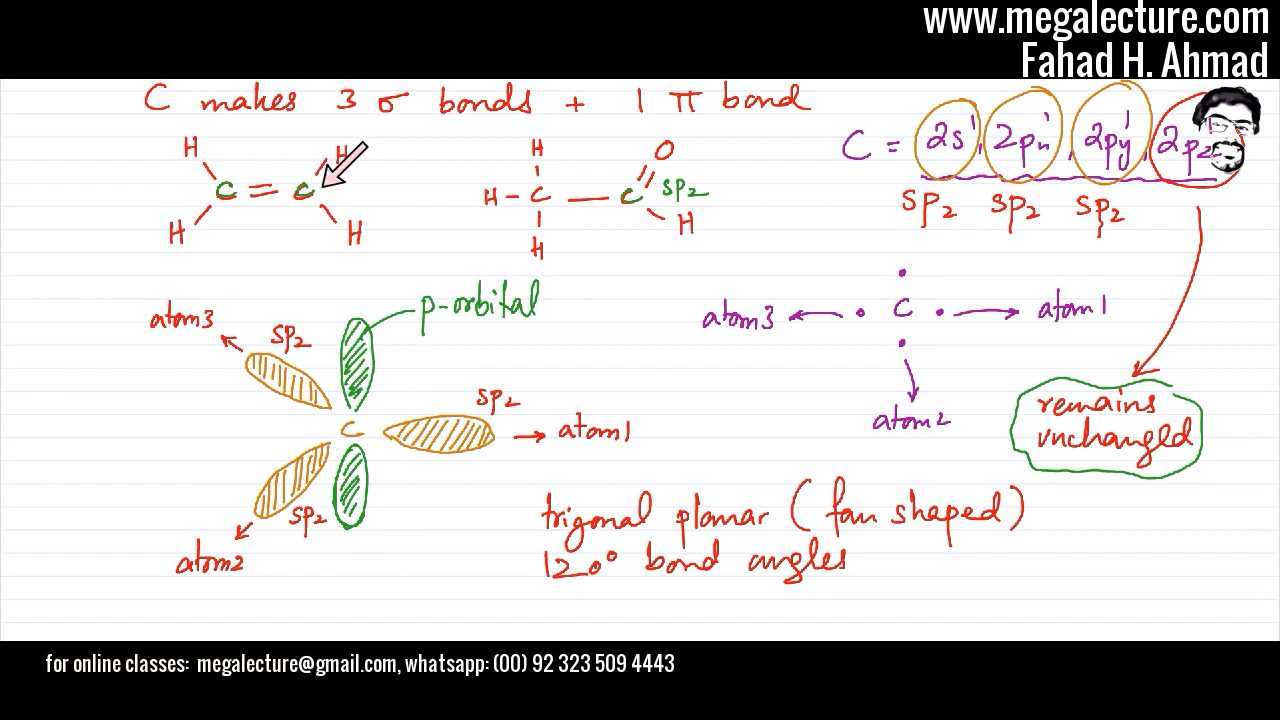 www.megalecture.com
Fahad H. Ahmad
C makes 3 σ bonds + 1 π bond
H H
C = C
H H
H O
H - C — C sp2
H H
C = 2s¹, 2px¹, 2py¹, 2pz
sp2 sp2 sp2
p-orbital
atom3
sp2
sp2
C
atom1
sp2
atom2
atom3 C atom1
atom2
remains
unchanged
trigonal planar (fan shaped)
120° bond angles
for online classes: megalecture@gmail.com, whatsapp: (00) 92 323 509 4443